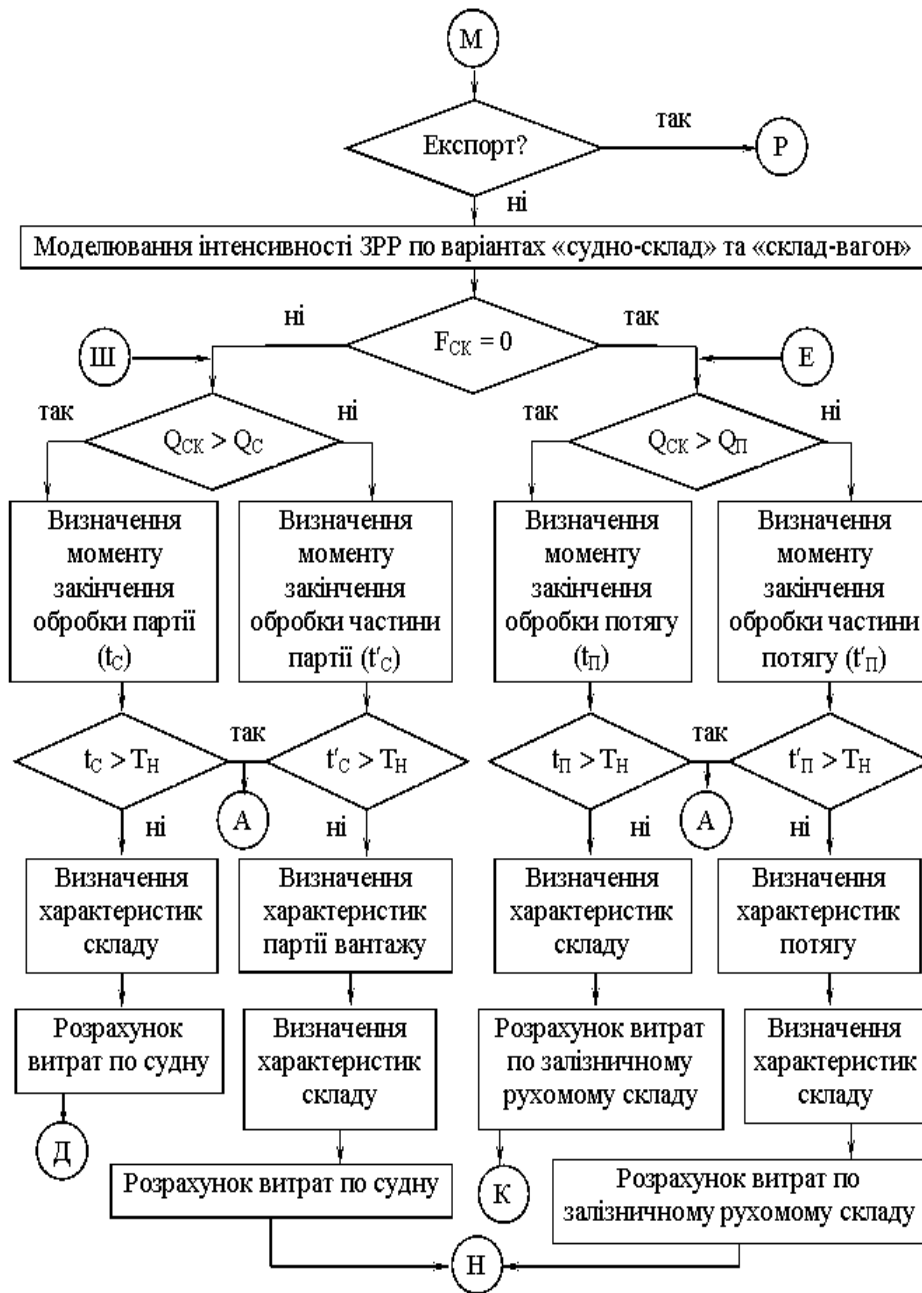 М
Експорт?
так
Р
ні
Моделювання інтенсивності ЗРР по варіантах «судно-склад» та «склад-вагон»
ні
F_СК = 0
так
Ш
Е
так
Q_СК > Q_С
ні
так
Q_СК > Q_П
ні
Визначення
моменту
закінчення
обробки партії
(t_С)
Визначення
моменту
закінчення
обробки частини
партії (t'_С)
Визначення
моменту
закінчення
обробки потягу
(t_П)
Визначення
моменту
закінчення
обробки частини
потягу (t'_П)
t_С > T_Н
так
t'_С > T_Н
t_П > T_Н
так
t'_П > T_Н
А
А
ні
ні
ні
ні
Визначення
характеристик
складу
Визначення
характеристик
партії вантажу
Визначення
характеристик
складу
Визначення
характеристик
потягу
Розрахунок
витрат по судну
Визначення
характеристик
складу
Розрахунок витрат
по залізничному
рухомому складу
Визначення
характеристик
складу
Д
Розрахунок витрат по судну
К
Розрахунок витрат по
залізничному рухомому складу
Н